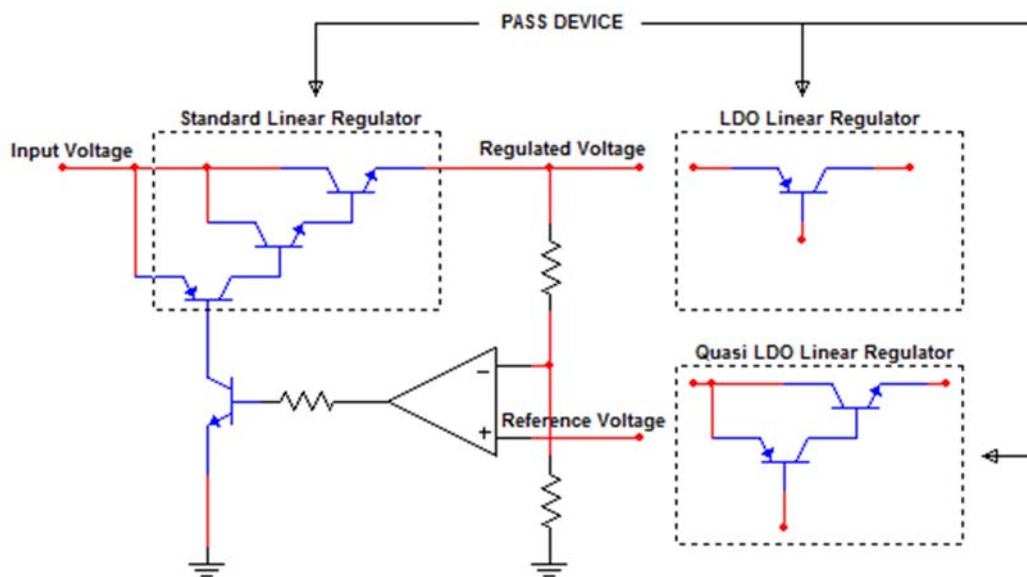 PASS DEVICE
Standard Linear Regulator
LDO Linear Regulator
Input Voltage
Regulated Voltage
Quasi LDO Linear Regulator
−
Reference Voltage
+